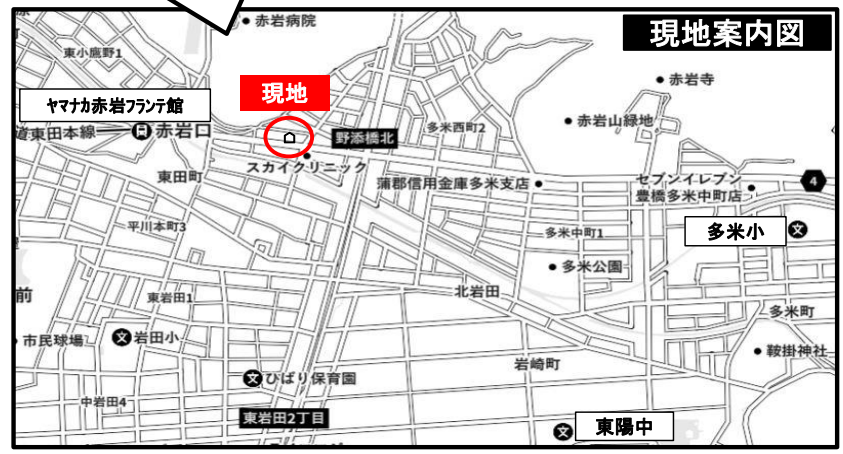 赤岩病院
現地案内図
東小鷹野1
赤岩寺
ヤマナカ赤岩フランテ館
現地
赤岩山緑地
道東田本線
赤岩口
野添橋北
多米西町2
スカイクリニック
東田町
蒲郡信用金庫多米支店
セブンイレブン
豊橋多米中町店
4
平川本町3
多米中町1
多米小
文
多米公園
前
東岩田1
北岩田
多米町
市民球場
文
岩田小
岩崎町
鞍掛神社
文
ひばり保育園
中岩田4
東岩田2丁目
文
東陽中